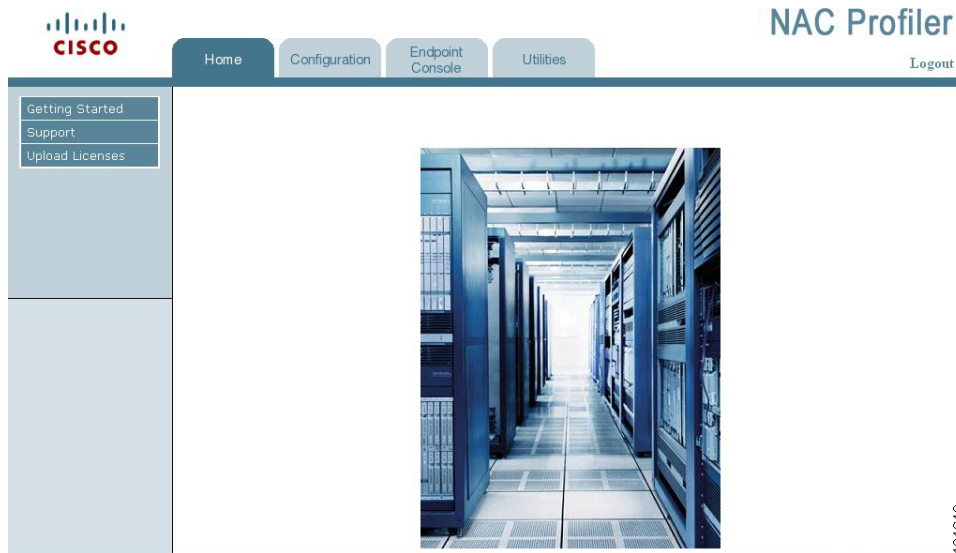 CISCO
NAC Profiler
Home
Configuration
Endpoint
Console
Utilities
Logout
Getting Started
Support
Upload Licenses